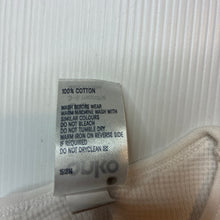 100% COTTON
WASH BEFORE WEAR
WARM MACHINE WASH WITH
SIMILAR COLOURS
DO NOT BLEACH
DO NOT TUMBLE DRY
WARM IRON ON REVERSE SIDE
IF REQUIRED
DO NOT DRYCLEAN